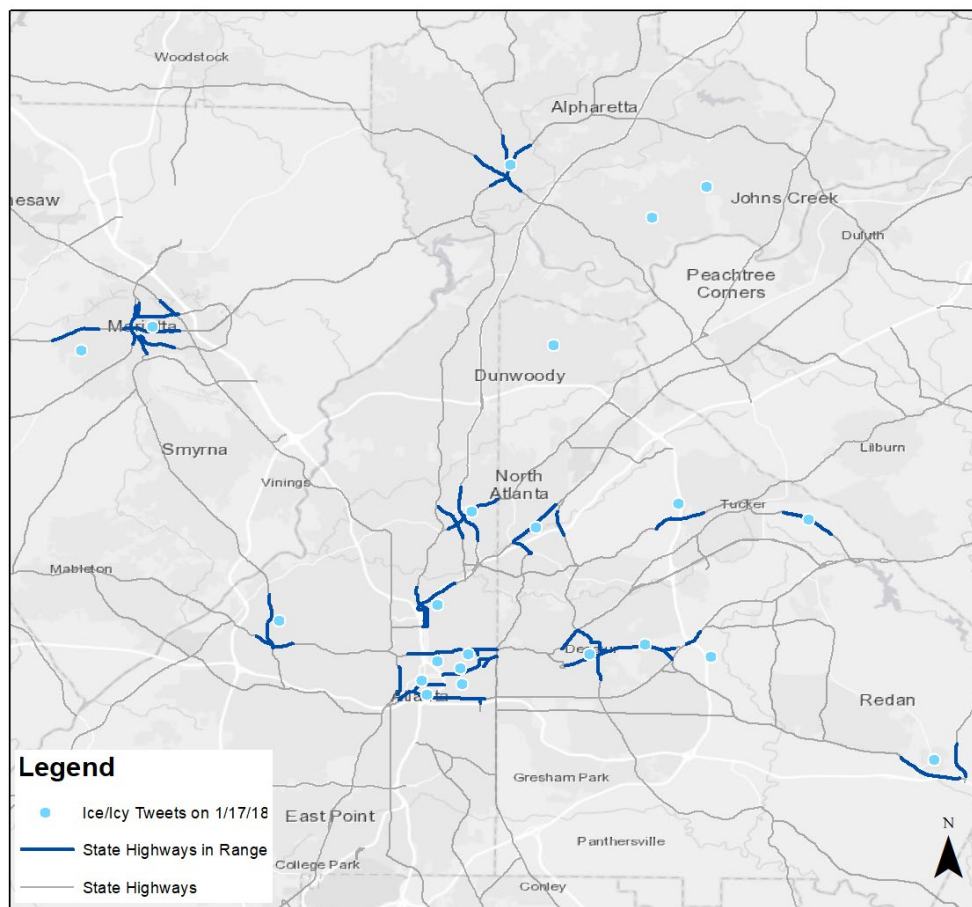 Woodstock
Alpharetta
nesaw
Johns Creek
Duluth
Peachtree
Corners
Marietta
Dunwoody
Smyrna
Lilburn
North
Atlanta
Vinings
Tucker
Mableton
Decatur
Atlanta
Redan
Legend
Ice/Icy Tweets on 1/17/18
State Highways in Range
State Highways
Gresham Park
East Point
N
Panthersville
College Park
Conley